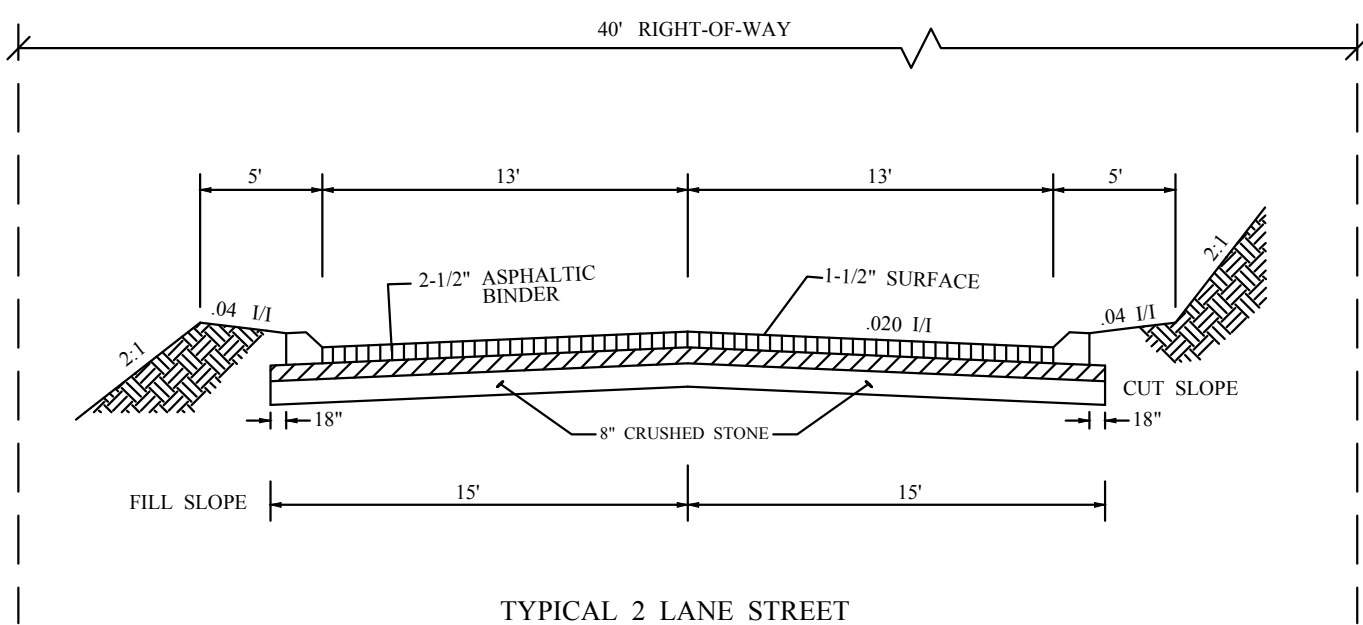 40' RIGHT-OF-WAY
5'
13'
13'
5'
2-1/2" ASPHALTIC
BINDER
1-1/2" SURFACE
.04 I/I
.020 I/I
.04 I/I
2:1
2:1
CUT SLOPE
18"
8" CRUSHED STONE
18"
FILL SLOPE
15'
15'
TYPICAL 2 LANE STREET